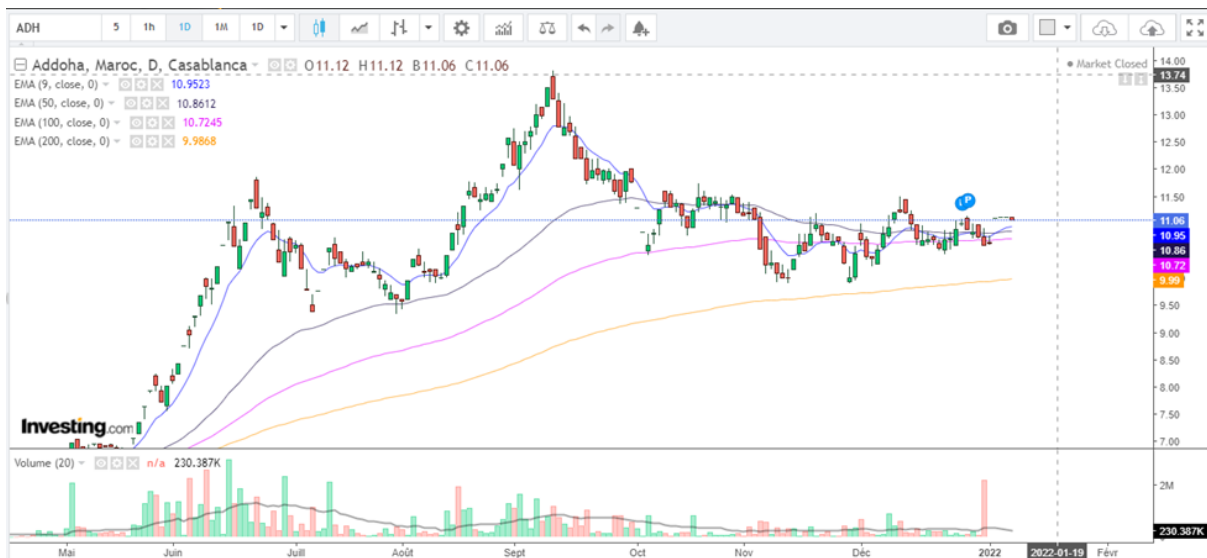 ADH 5 1h 1D 1M 1D
Addoha, Maroc, D, Casablanca O11.12 H11.12 B11.06 C11.06
Market Closed
EMA (9, close, 0) 10.9523
EMA (50, close, 0) 10.8612
EMA (100, close, 0) 10.7245
EMA (200, close, 0) 9.9868
14.00
13.74
13.50
13.00
12.50
12.00
11.50
11.06
10.95
10.86
10.72
9.99
9.50
9.00
8.50
8.00
7.50
7.00
P
Investing.com
Volume (20) n/a 230.387K
2M
230.387K
Mai Juin Juill Août Sept Oct Nov Déc 2022 2022-01-19 Févr